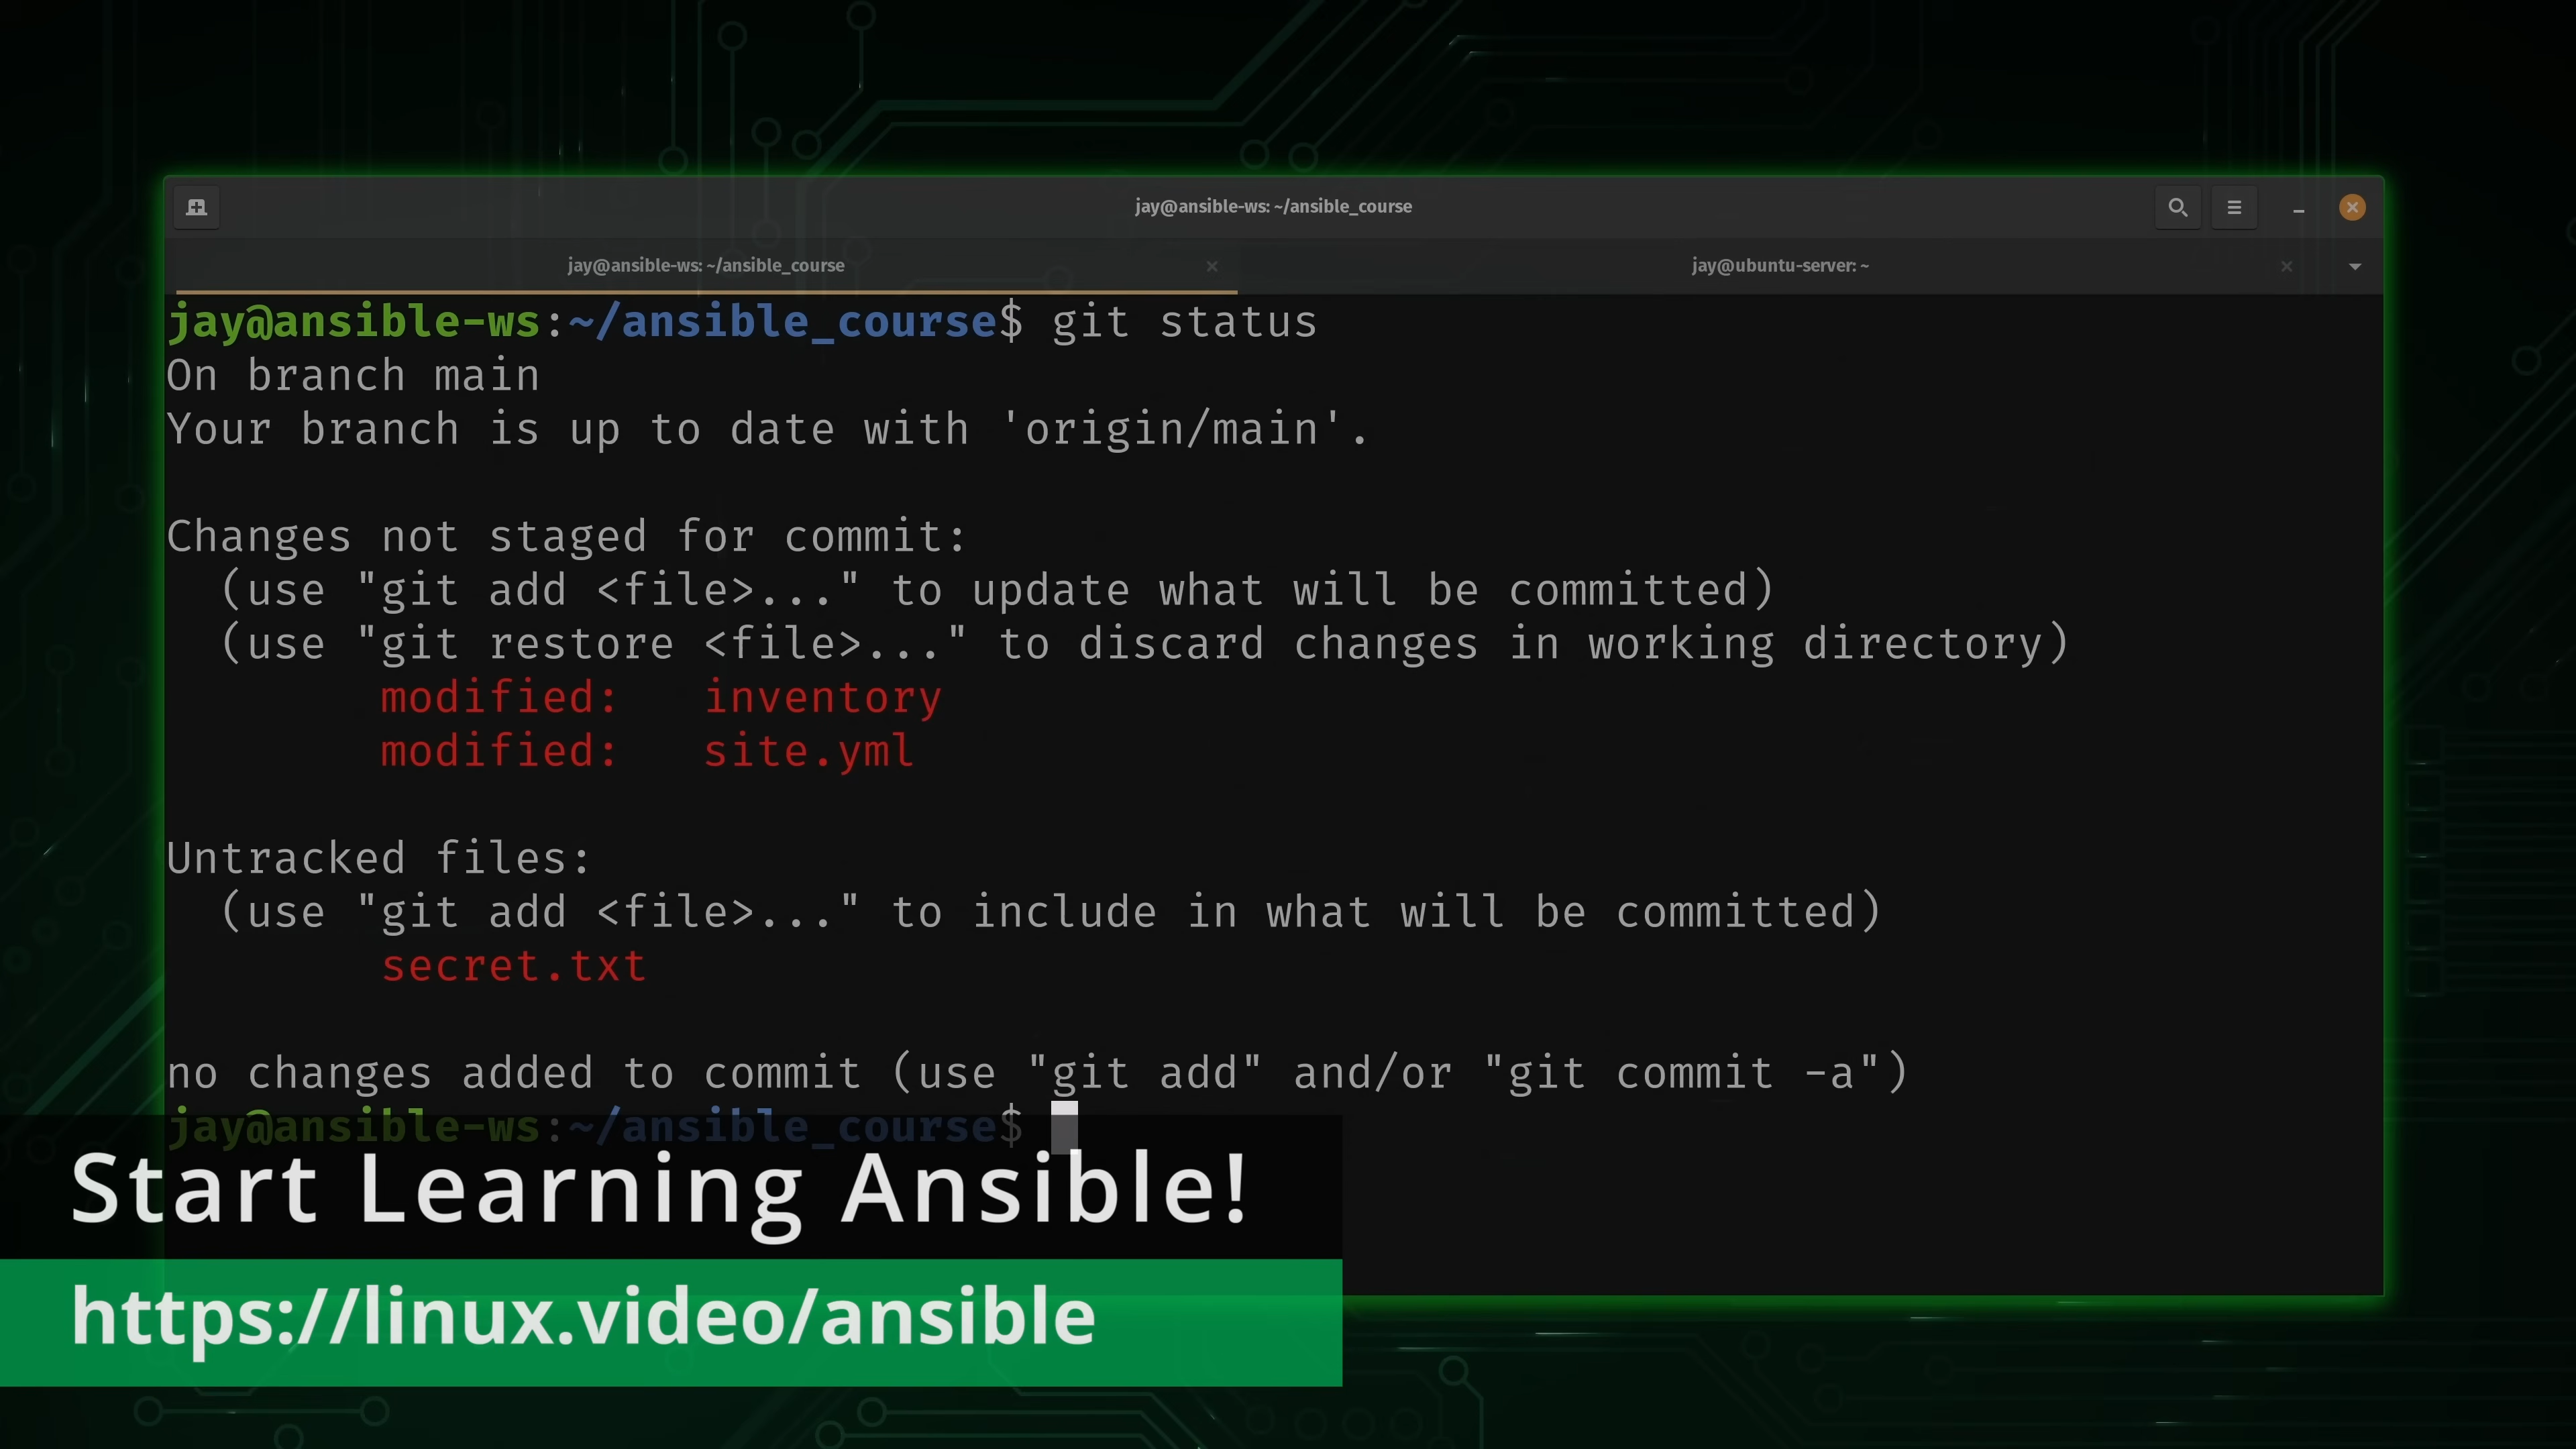 jay@ansible-ws: ~/ansible_course
jay@ansible-ws: ~/ansible_course
jay@ubuntu-server: ~
jay@ansible-ws:~/ansible_course$ git status
On branch main
Your branch is up to date with 'origin/main'.
Changes not staged for commit:
  (use "git add <file>..." to update what will be committed)
  (use "git restore <file>..." to discard changes in working directory)
        modified:   inventory
        modified:   site.yml
Untracked files:
  (use "git add <file>..." to include in what will be committed)
        secret.txt
no changes added to commit (use "git add" and/or "git commit -a")
jay@ansible-ws:~/ansible_course$
Start Learning Ansible!
https://linux.video/ansible